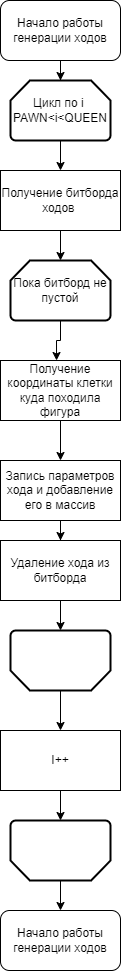 Начало работы
генерации ходов
Цикл по i
PAWN<i<QUEEN
Получение битборда
ходов
Пока битборд не
пустой
Получение
координаты клетки
куда походила
фигура
Запись параметров
хода и добавление
его в массив
Удаление хода из
битборда
I++
Начало работы
генерации ходов